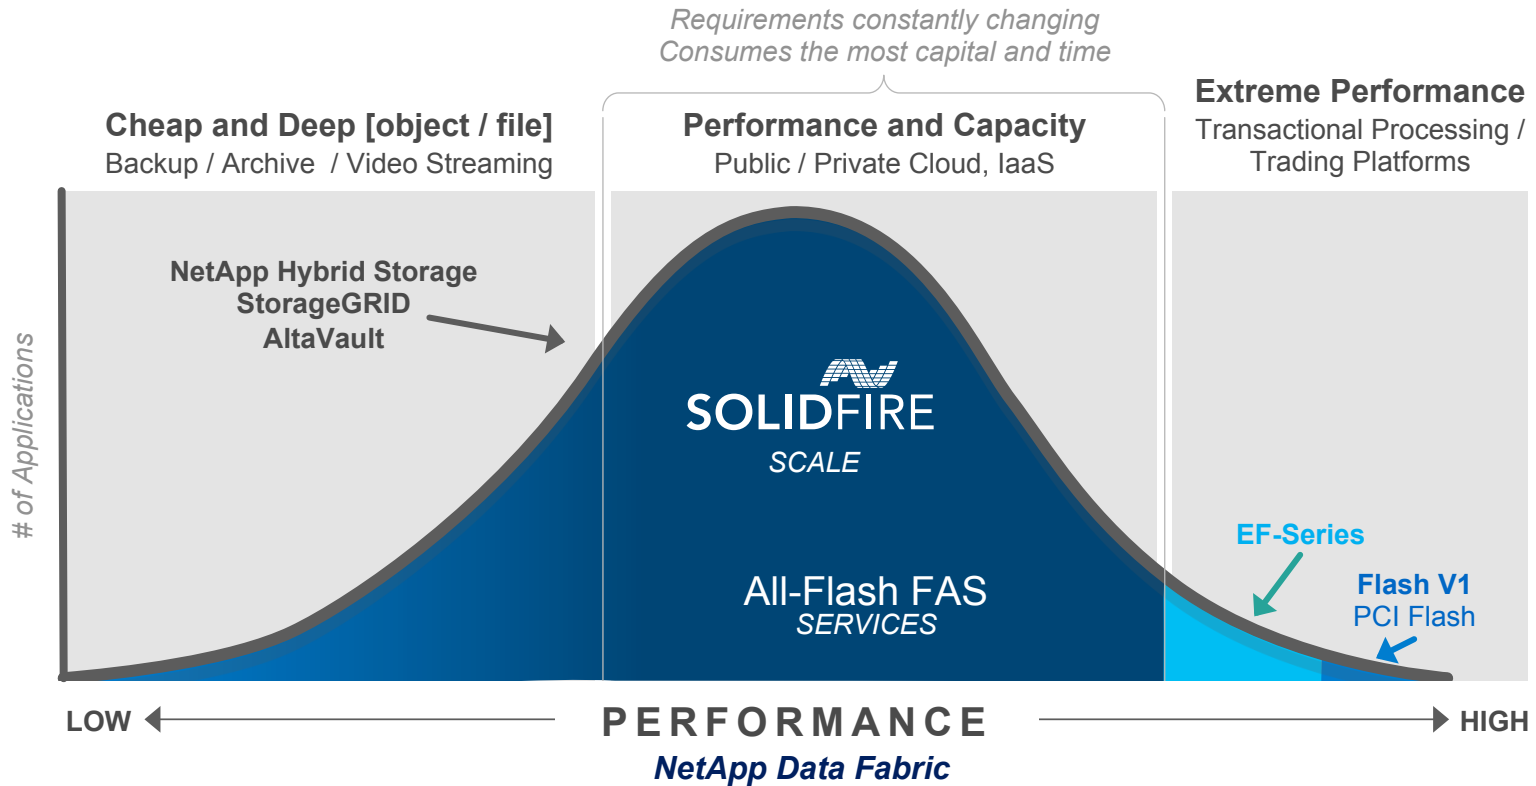 Requirements constantly changing
Consumes the most capital and time
Cheap and Deep [object / file]
Backup / Archive / Video Streaming
Performance and Capacity
Public / Private Cloud, IaaS
Extreme Performance
Transactional Processing /
Trading Platforms
# of Applications
NetApp Hybrid Storage
StorageGRID
AltaVault
SOLIDFIRE
SCALE
All-Flash FAS
SERVICES
EF-Series
Flash V1
PCI Flash
LOW
PERFORMANCE
HIGH
NetApp Data Fabric